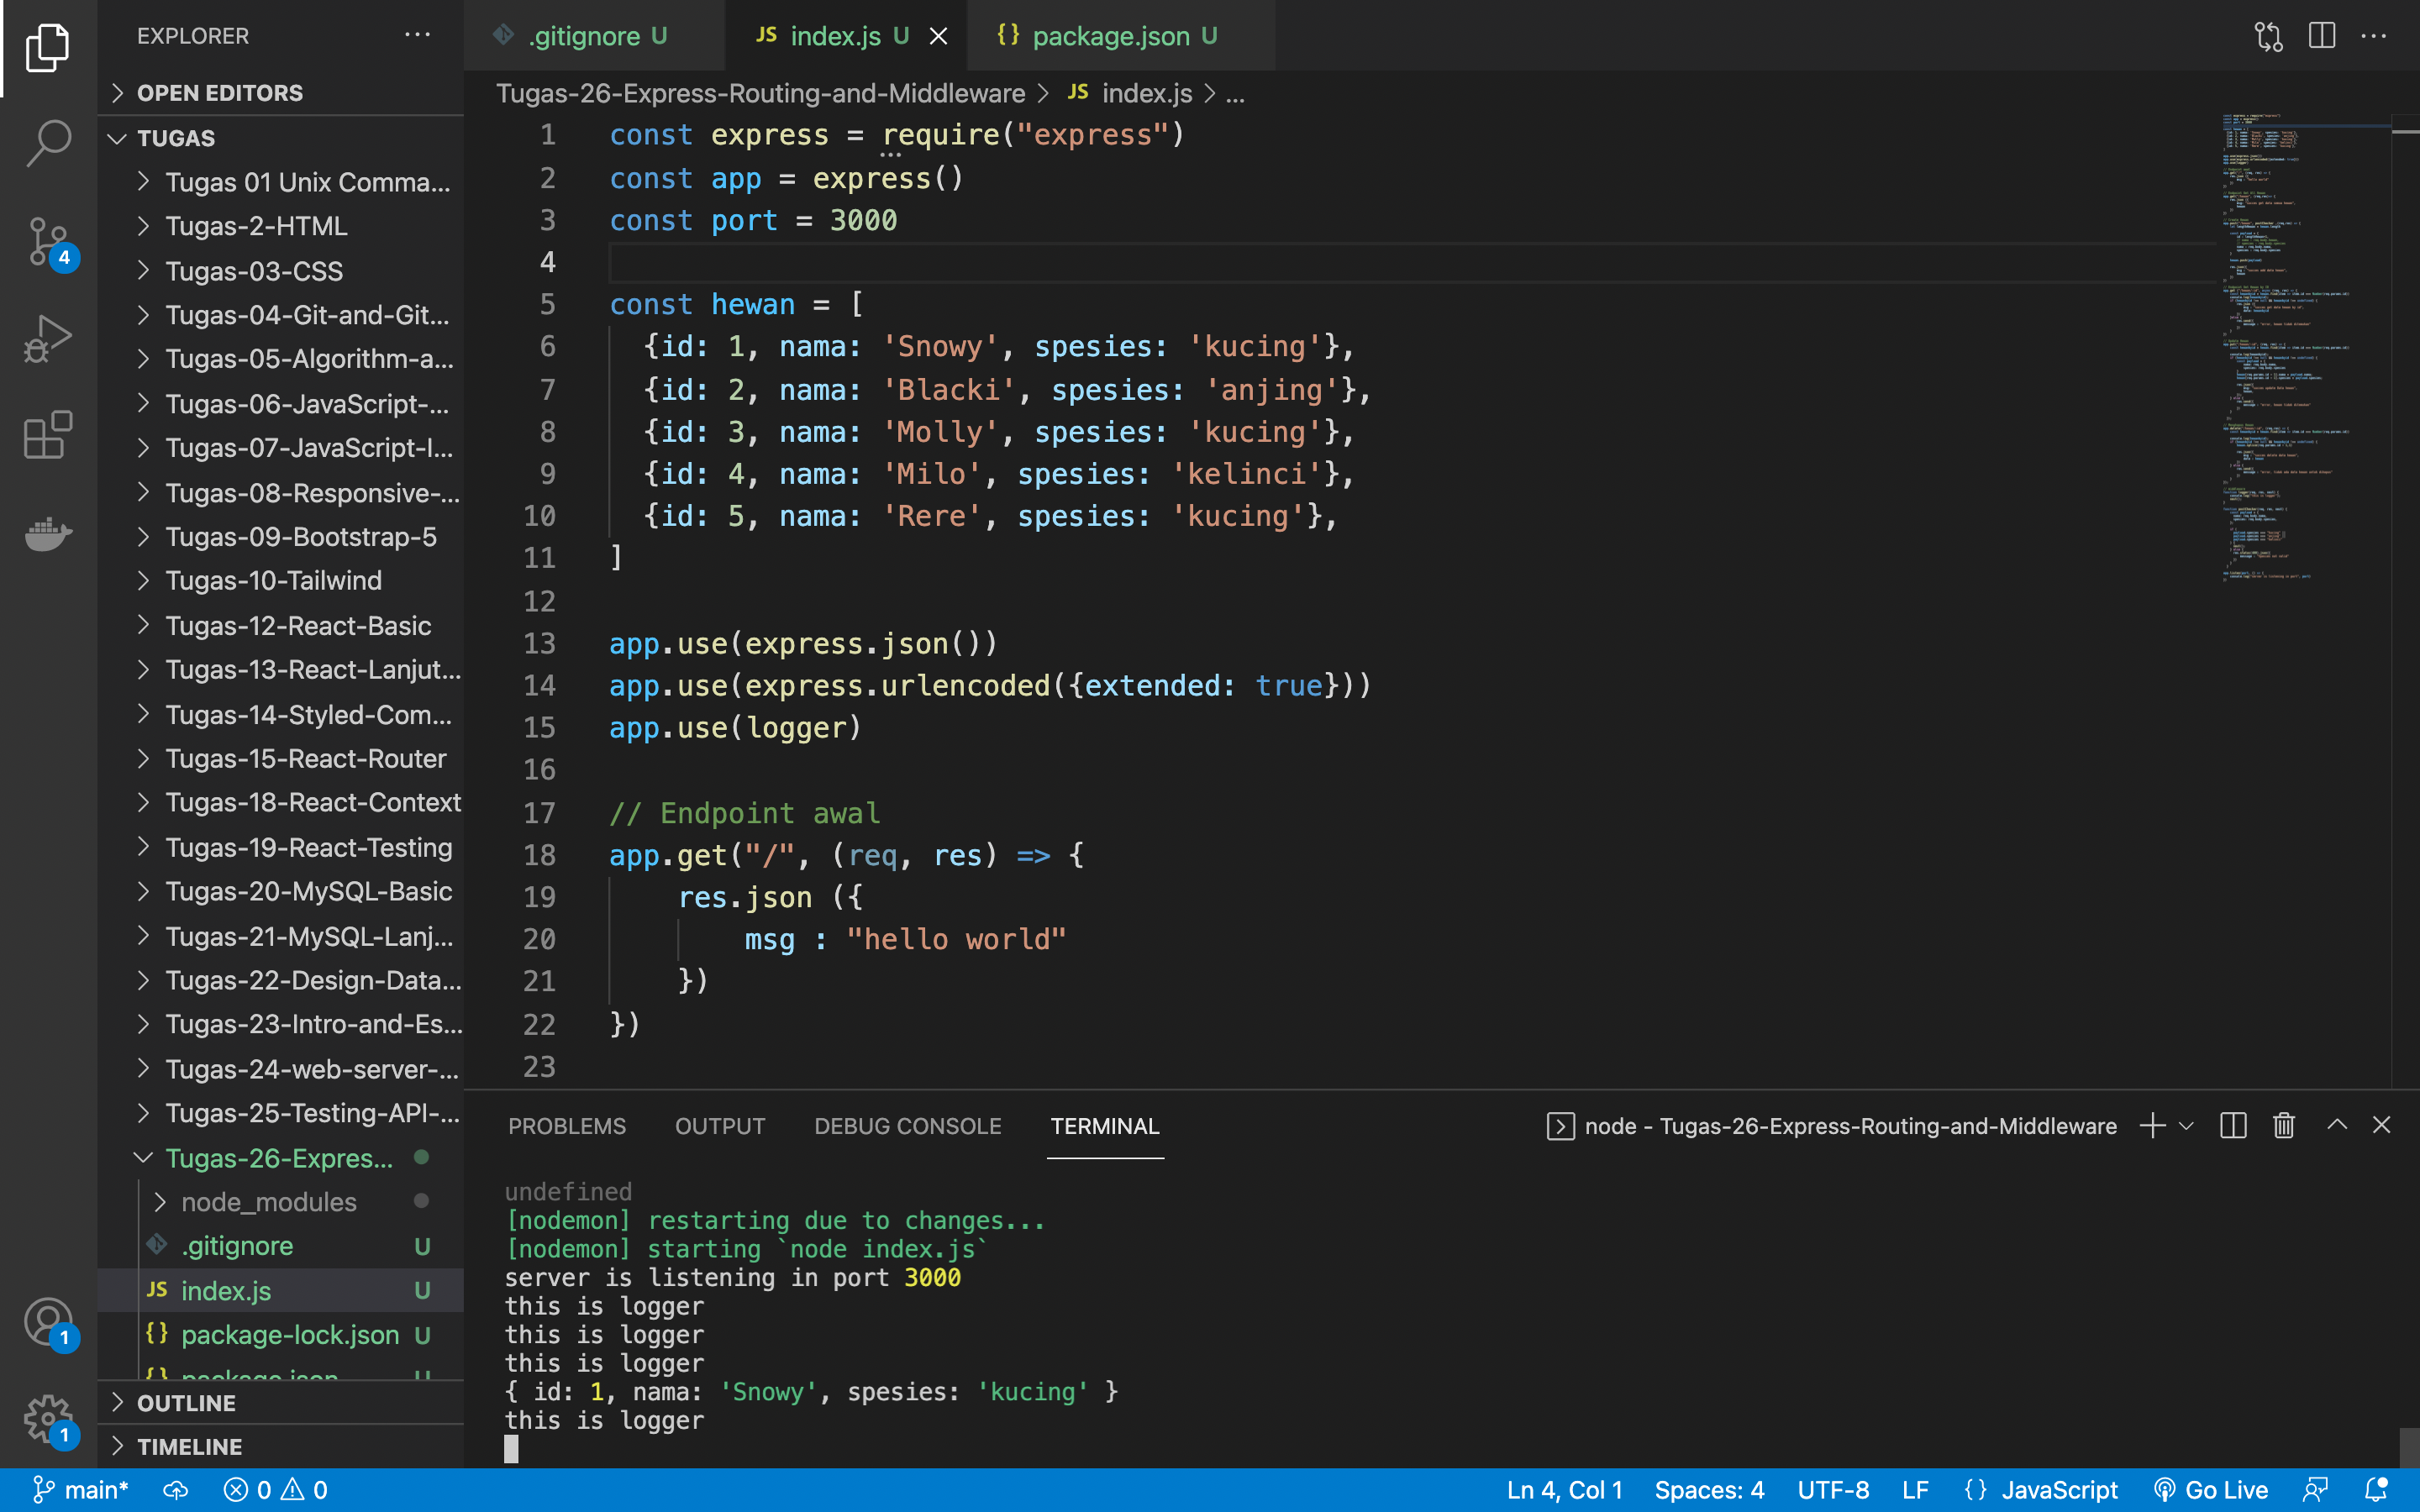 EXPLORER
OPEN EDITORS
TUGAS
Tugas 01 Unix Comma...
Tugas-2-HTML
Tugas-03-CSS
Tugas-04-Git-and-Git...
Tugas-05-Algorithm-a...
Tugas-06-JavaScript-...
Tugas-07-JavaScript-I...
Tugas-08-Responsive-...
Tugas-09-Bootstrap-5
Tugas-10-Tailwind
Tugas-12-React-Basic
Tugas-13-React-Lanjut...
Tugas-14-Styled-Com...
Tugas-15-React-Router
Tugas-18-React-Context
Tugas-19-React-Testing
Tugas-20-MySQL-Basic
Tugas-21-MySQL-Lanj...
Tugas-22-Design-Data...
Tugas-23-Intro-and-Es...
Tugas-24-web-server-...
Tugas-25-Testing-API-...
Tugas-26-Expres...
node_modules
.gitignore U
JS index.js U
{} package-lock.json U
{} package.json U
OUTLINE
TIMELINE
4
1
1
.gitignore U
JS index.js U
{} package.json U
Tugas-26-Express-Routing-and-Middleware > JS index.js > ...
1 const express = require("express")
2 const app = express()
3 const port = 3000
4
5 const hewan = [
6 {id: 1, nama: 'Snowy', spesies: 'kucing'},
7 {id: 2, nama: 'Blacki', spesies: 'anjing'},
8 {id: 3, nama: 'Molly', spesies: 'kucing'},
9 {id: 4, nama: 'Milo', spesies: 'kelinci'},
10 {id: 5, nama: 'Rere', spesies: 'kucing'},
11 ]
12
13 app.use(express.json())
14 app.use(express.urlencoded({extended: true}))
15 app.use(logger)
16
17 // Endpoint awal
18 app.get("/", (req, res) => {
19 res.json ({
20 msg : "hello world"
21 })
22 })
23
PROBLEMS OUTPUT DEBUG CONSOLE TERMINAL
node - Tugas-26-Express-Routing-and-Middleware
undefined
[nodemon] restarting due to changes...
[nodemon] starting `node index.js`
server is listening in port 3000
this is logger
this is logger
this is logger
{ id: 1, nama: 'Snowy', spesies: 'kucing' }
this is logger
main* 0 0 Ln 4, Col 1 Spaces: 4 UTF-8 LF {} JavaScript Go Live